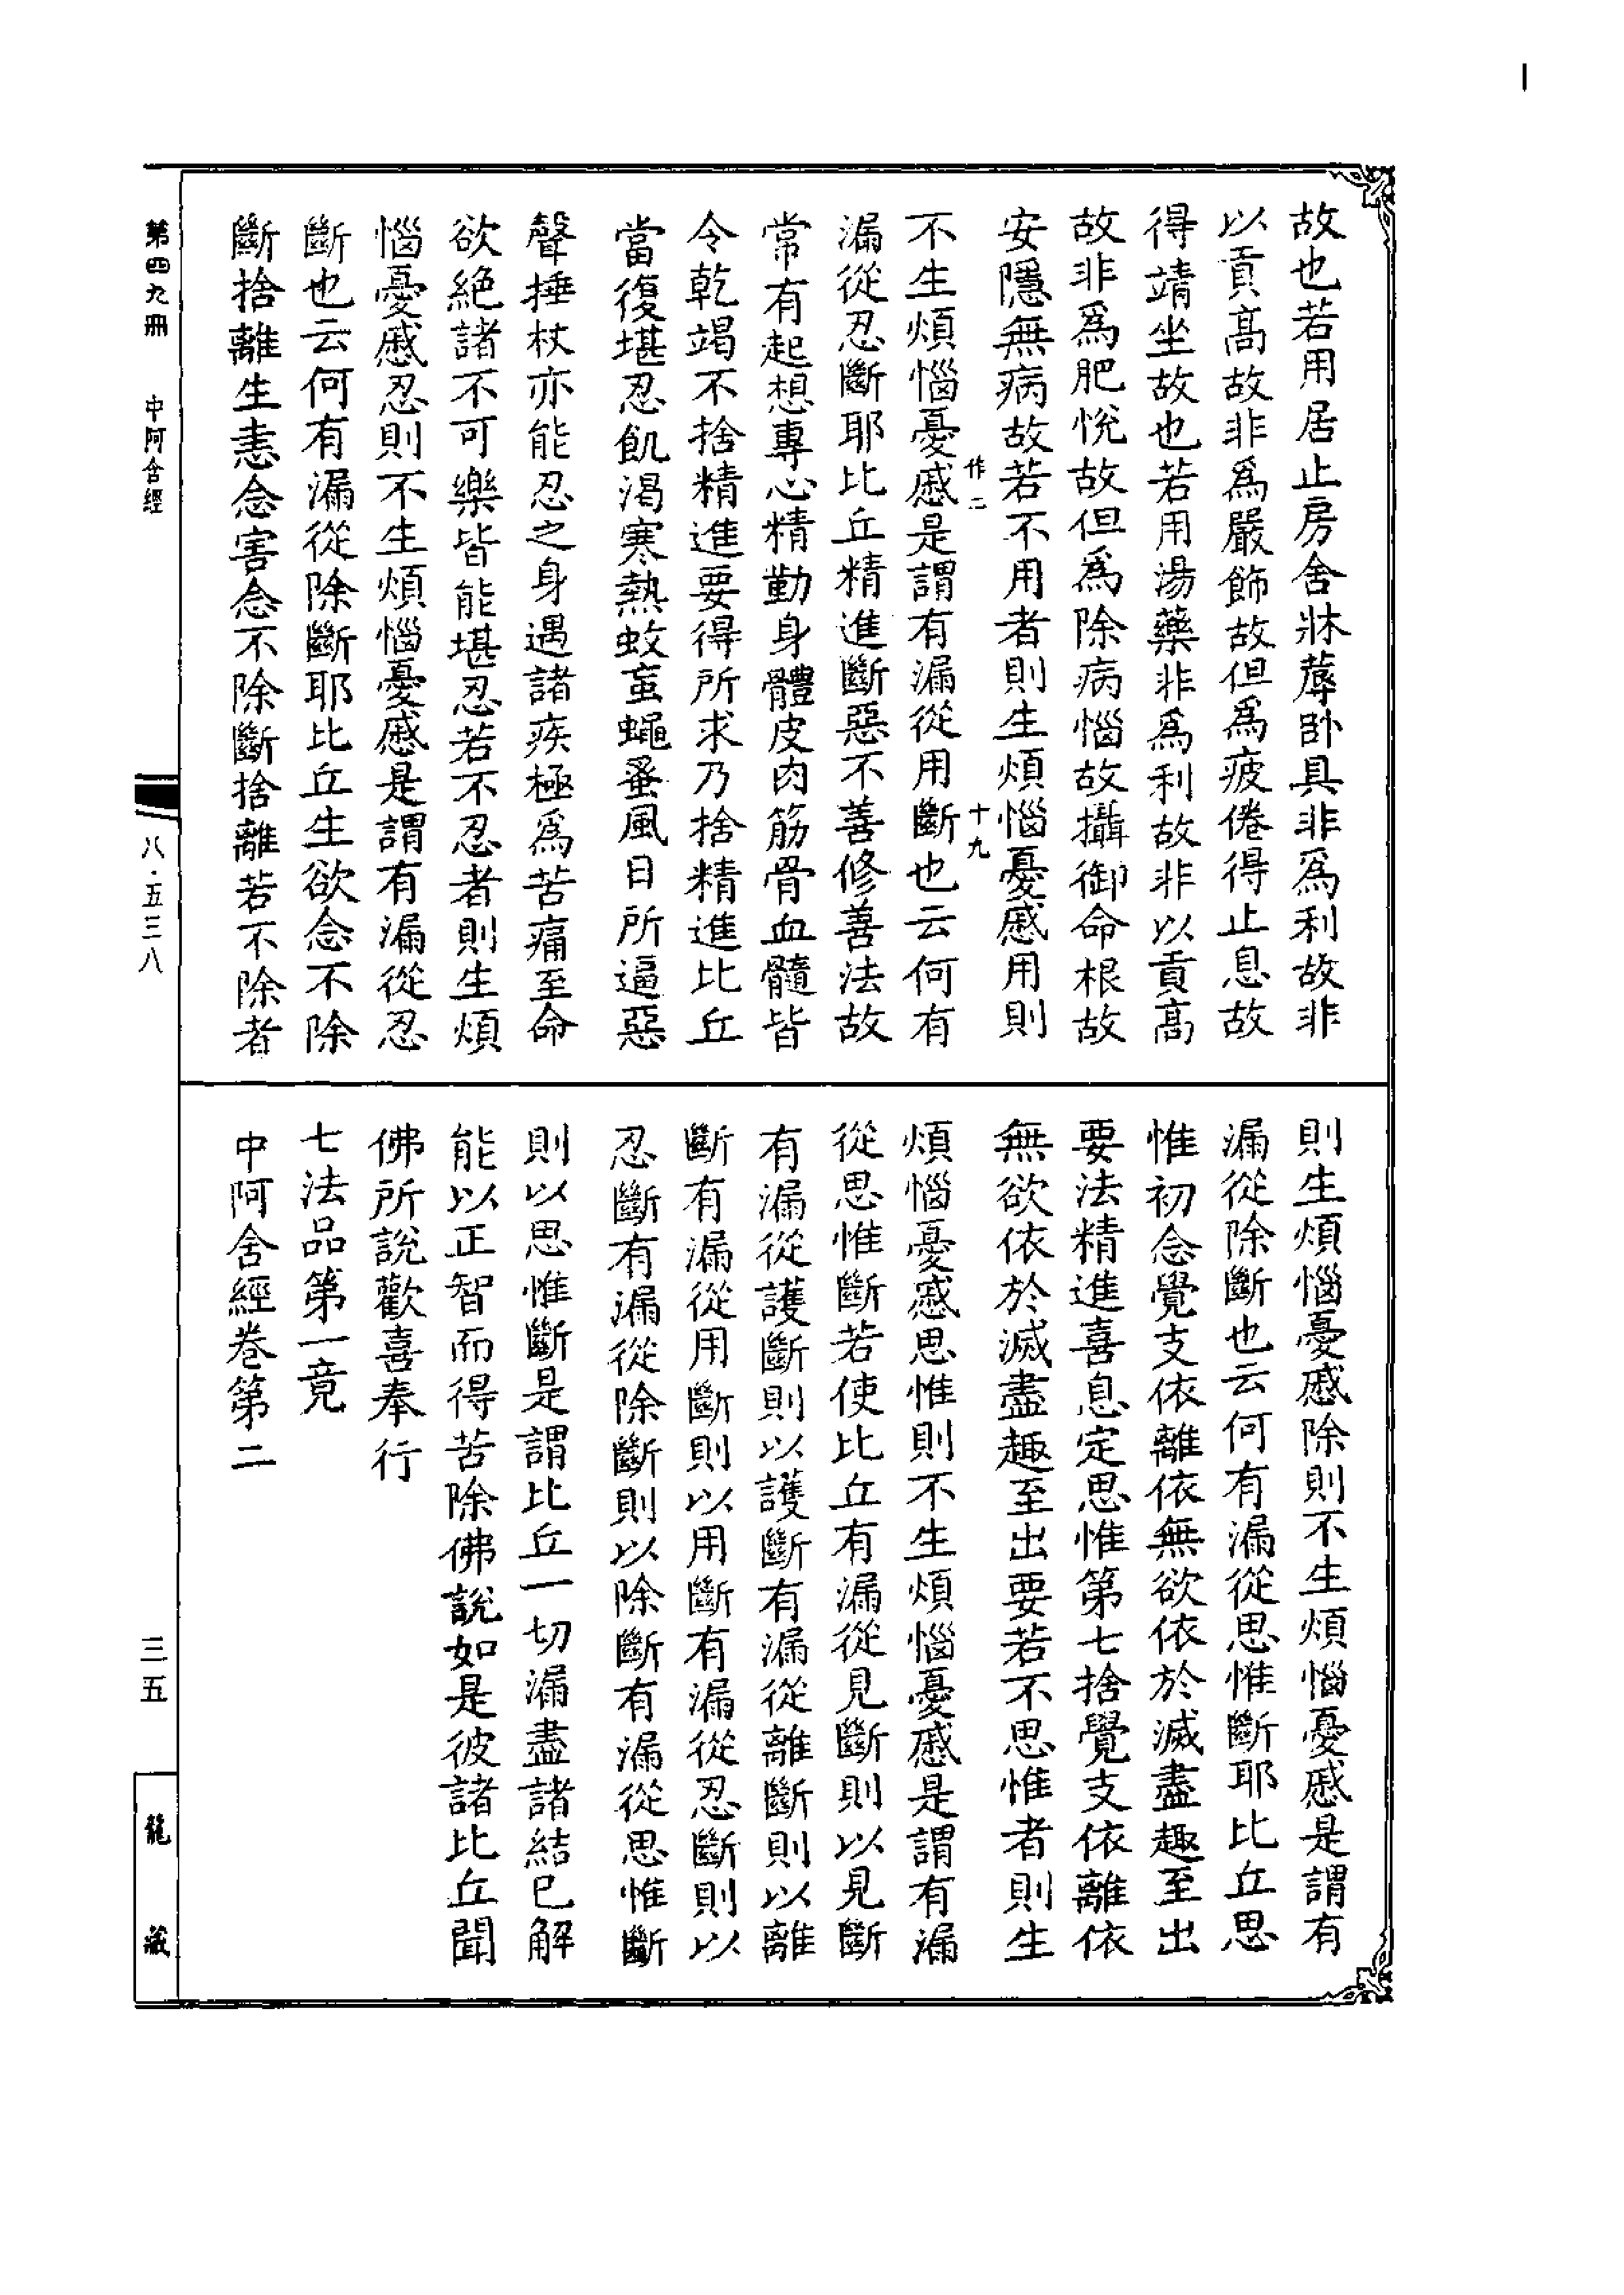 故也若用居止房舍牀蓐卧具非爲利故非
以貢高故非爲嚴飾故但爲疲倦得止息故
得靖坐故也若用湯藥非爲利故非以貢高
故非爲肥悅故但爲除病惱故攝御命根故
安隱無病故若不用者則生煩惱憂慼用則
作二 十九
不生煩惱憂慼是謂有漏從用斷也云何有
漏從忍斷耶比丘精進斷惡不善修善法故
常有起想專心精勤身體皮肉筋骨血髓皆
令乾竭不捨精進要得所求乃捨精進比丘
當復堪忍飢渴寒熱蚊䖟蠅蚤風日所逼惡
聲捶杖亦能忍之身遇諸疾極爲苦痛至命
欲絶諸不可樂皆能堪忍若不忍者則生煩
惱憂慼忍則不生煩惱憂慼是謂有漏從忍
斷也云何有漏從除斷耶比丘生欲念不除
斷捨離生恚念害念不除斷捨離若不除者
則生煩惱憂慼除則不生煩惱憂慼是謂有
漏從除斷也云何有漏從思惟斷耶比丘思
惟初念覺支依離依無欲依於滅盡趣至出
要法精進喜息定思惟第七捨覺支依離依
無欲依於滅盡趣至出要若不思惟者則生
煩惱憂慼思惟則不生煩惱憂慼是謂有漏
從思惟斷若使比丘有漏從見斷則以見斷
有漏從護斷則以護斷有漏從離斷則以離
斷有漏從用斷則以用斷有漏從忍斷則以
忍斷有漏從除斷則以除斷有漏從思惟斷
則以思惟斷是謂比丘一切漏盡諸結已解
能以正智而得苦除佛說如是彼諸比丘聞
佛所說歡喜奉行
七法品第一竟
中阿含經卷第二
第四九冊 中阿含經
八·五三八
三五
龍藏